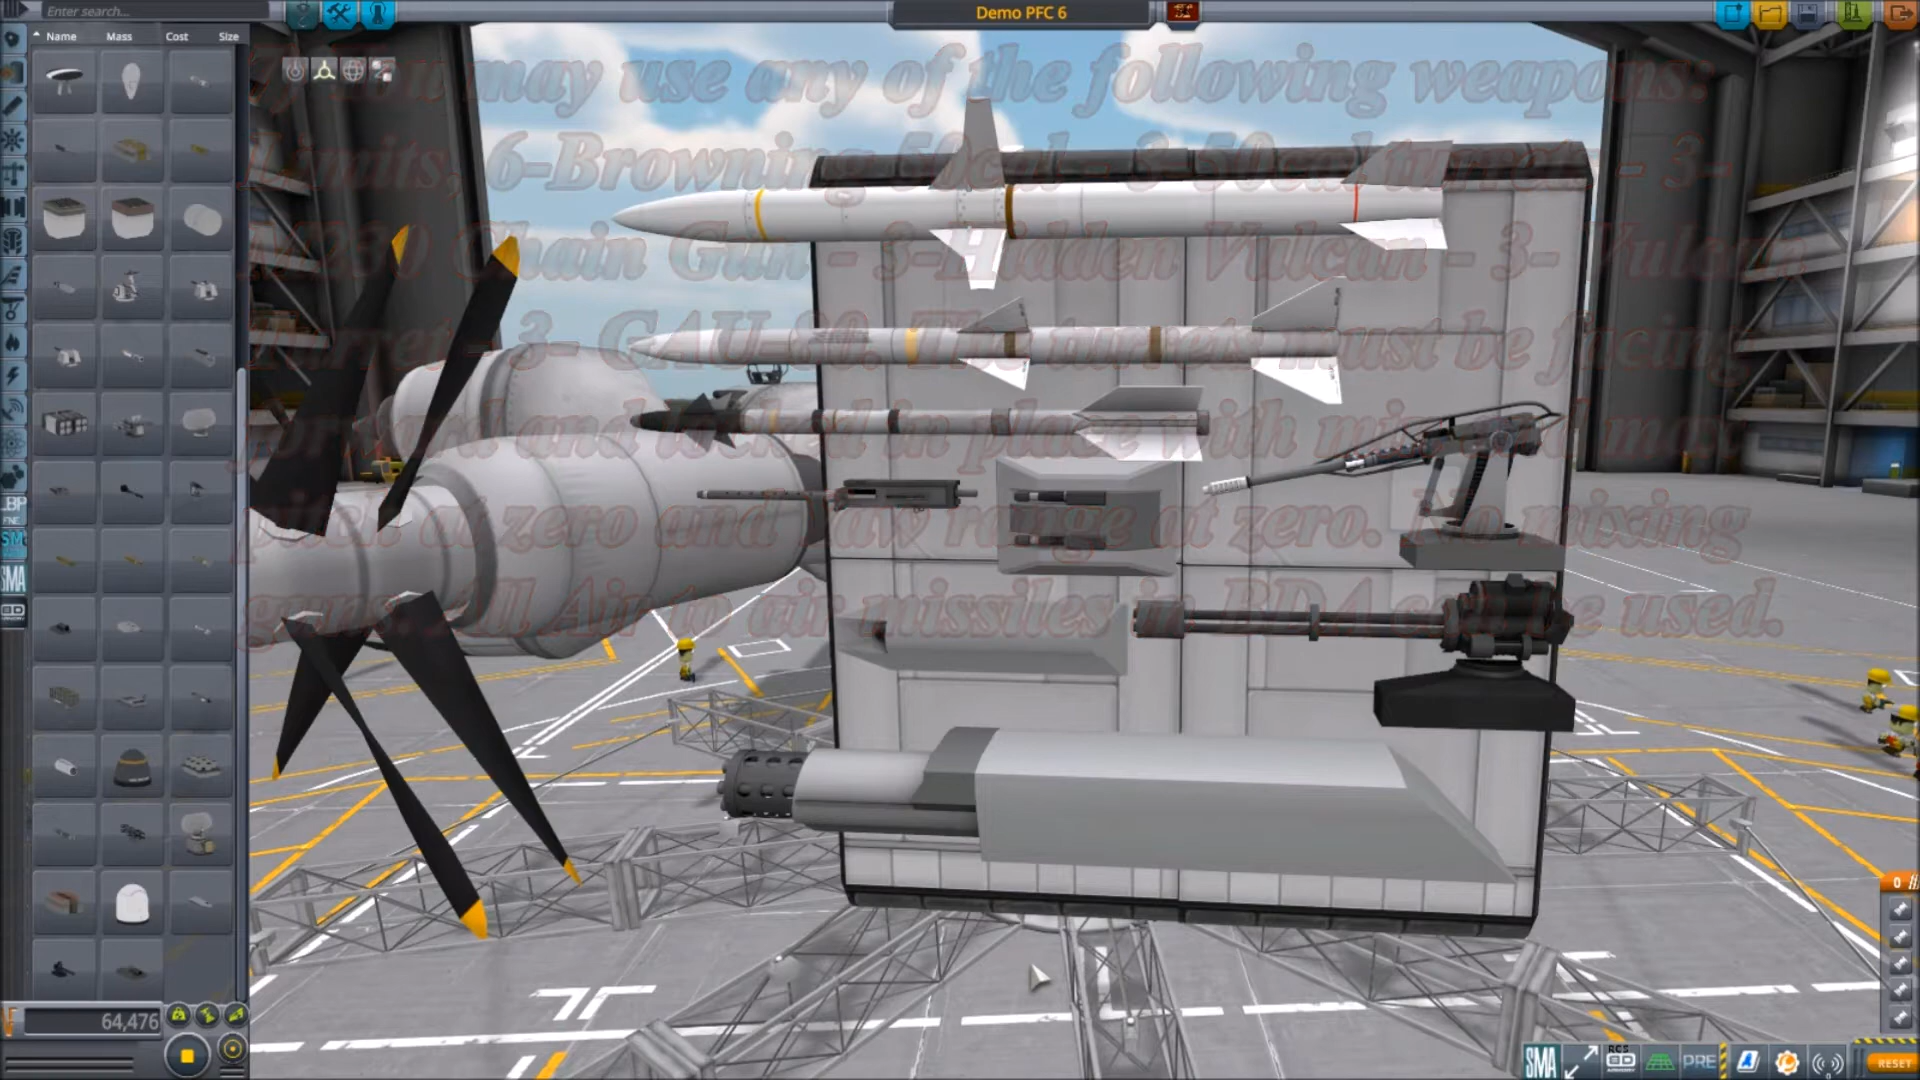 Enter search...
Demo PFC 6
Name Mass Cost Size
You may use any of the following weapons:
Limits, 6-Browning 50cal - 3-50cal turret - 3-
M230 Chain Gun - 3-Hidden Vulcan - 3- Vulcan
Turret - 3- GAU-80. The turrets must be facing
forward and locked in place with min and max
pitch at zero and yaw range at zero. No mixing
guns. All Air to air missiles in BDA can be used.
SMA
0
64,476
SMA
RCS
PRE
RESET